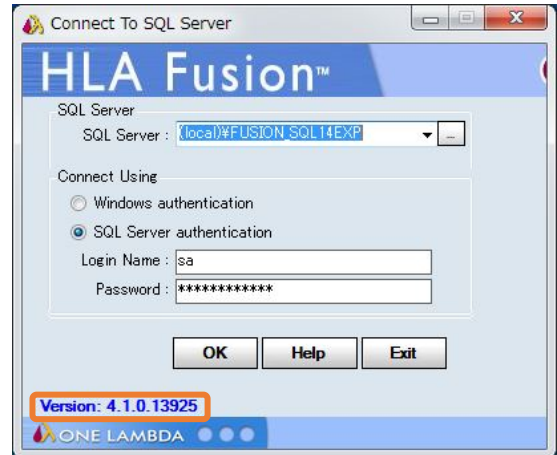 Connect To SQL Server
HLA Fusion™
SQL Server
SQL Server : (local)¥FUSION_SQL14EXP
...
Connect Using
Windows authentication
SQL Server authentication
Login Name : sa
Password : ************
OK Help Exit
Version: 4.1.0.13925
ONE LAMBDA